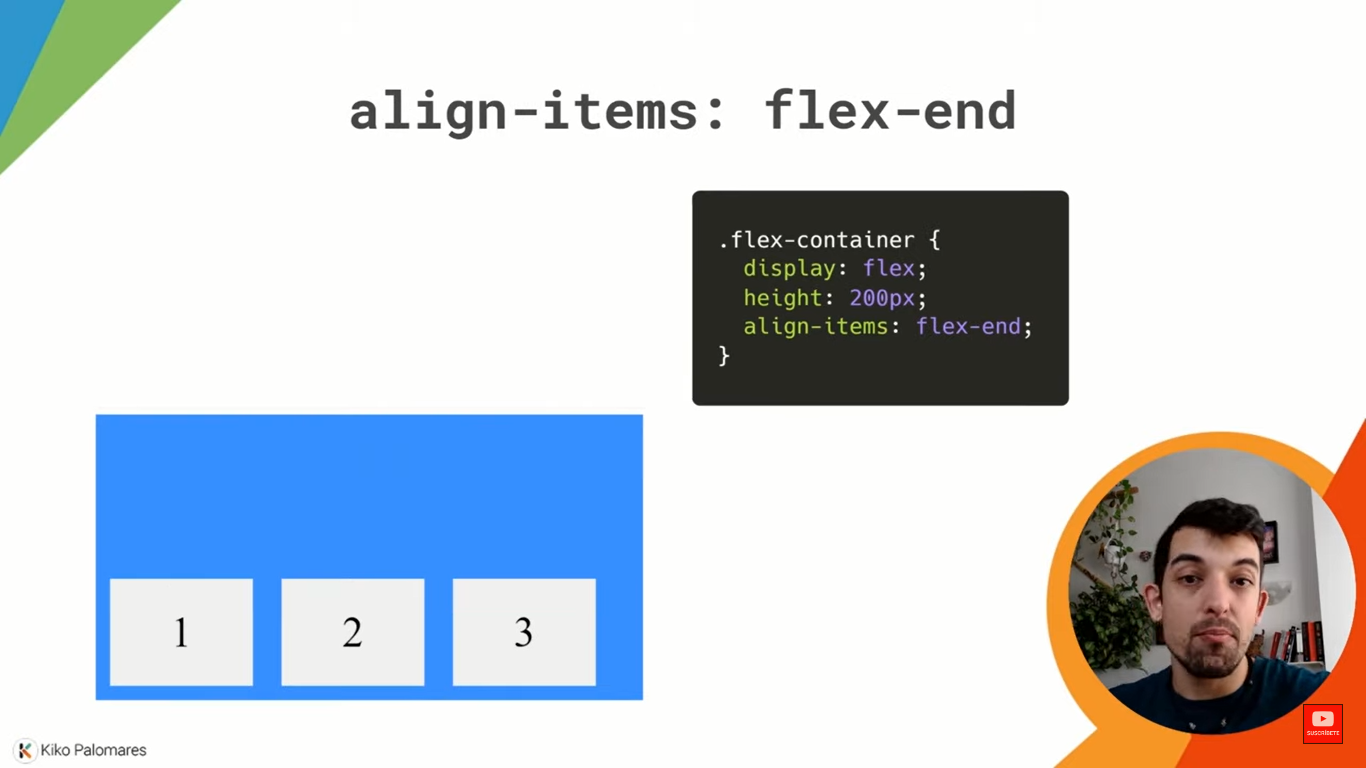 align-items: flex-end
.flex-container {
display: flex;
height: 200px;
align-items: flex-end;
}
1 2 3
Kiko Palomares
SUSCRÍBETE